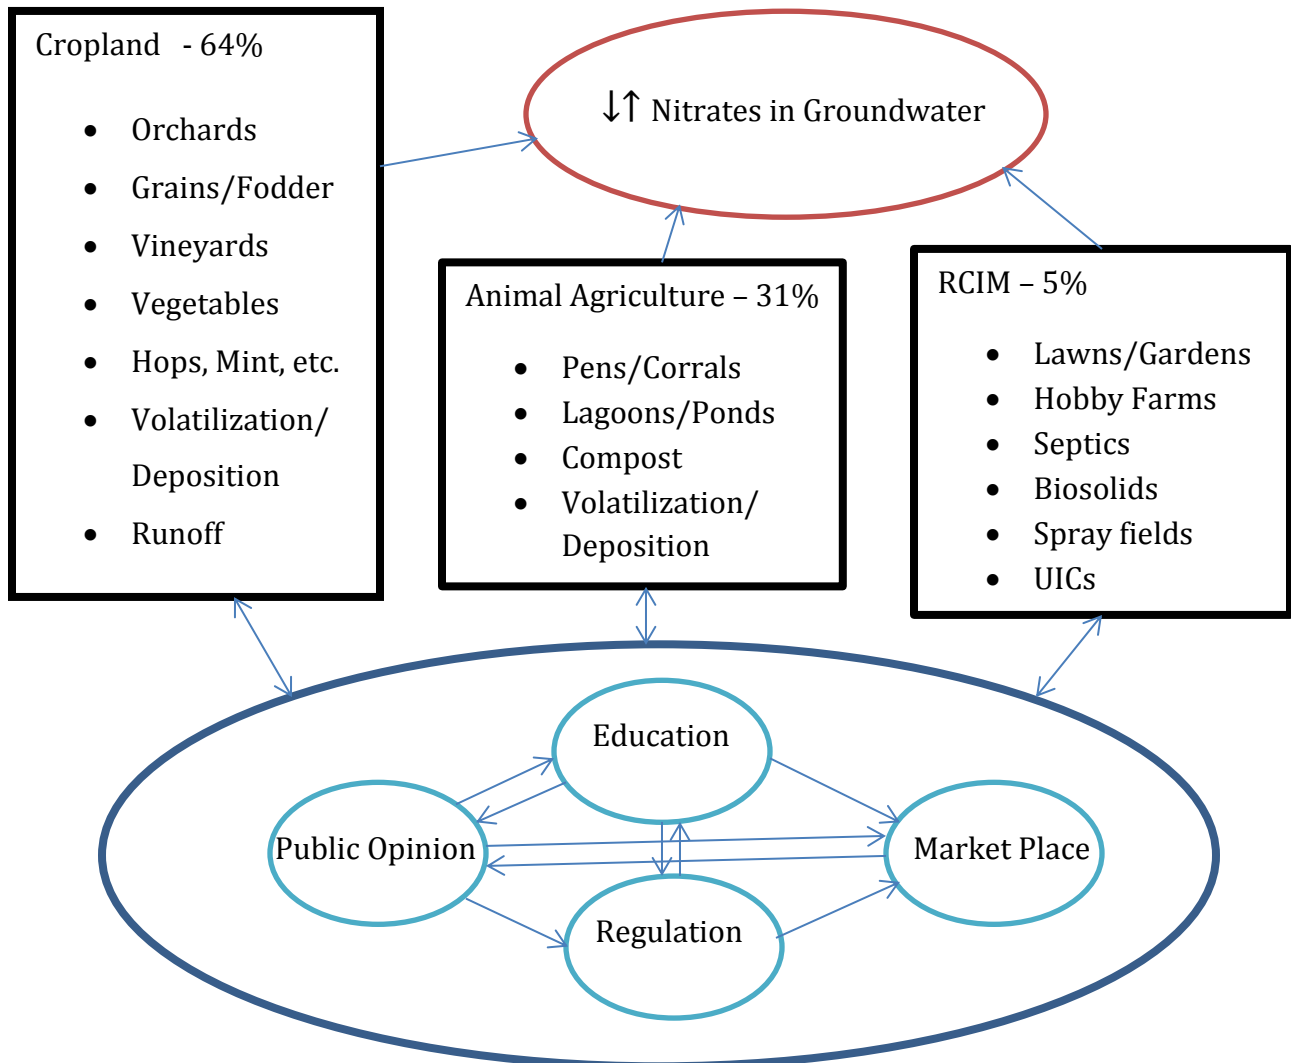 Cropland - 64%
• Orchards
• Grains/Fodder
• Vineyards
• Vegetables
• Hops, Mint, etc.
• Volatilization/
Deposition
• Runoff
↓↑ Nitrates in Groundwater
Animal Agriculture – 31%
• Pens/Corrals
• Lagoons/Ponds
• Compost
• Volatilization/
Deposition
RCIM – 5%
• Lawns/Gardens
• Hobby Farms
• Septics
• Biosolids
• Spray fields
• UICs
Education
Public Opinion
Market Place
Regulation